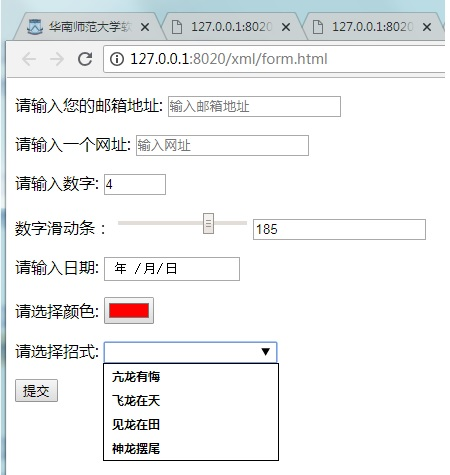 华南师范大学软 127.0.0.1:8020 127.0.0.1:8020
127.0.0.1:8020/xml/form.html
请输入您的邮箱地址: 输入邮箱地址
请输入一个网址: 输入网址
请输入数字: 4
数字滑动条： 185
请输入日期: 年 /月/日
请选择颜色:
请选择招式:
亢龙有悔
提交
飞龙在天
见龙在田
神龙摆尾